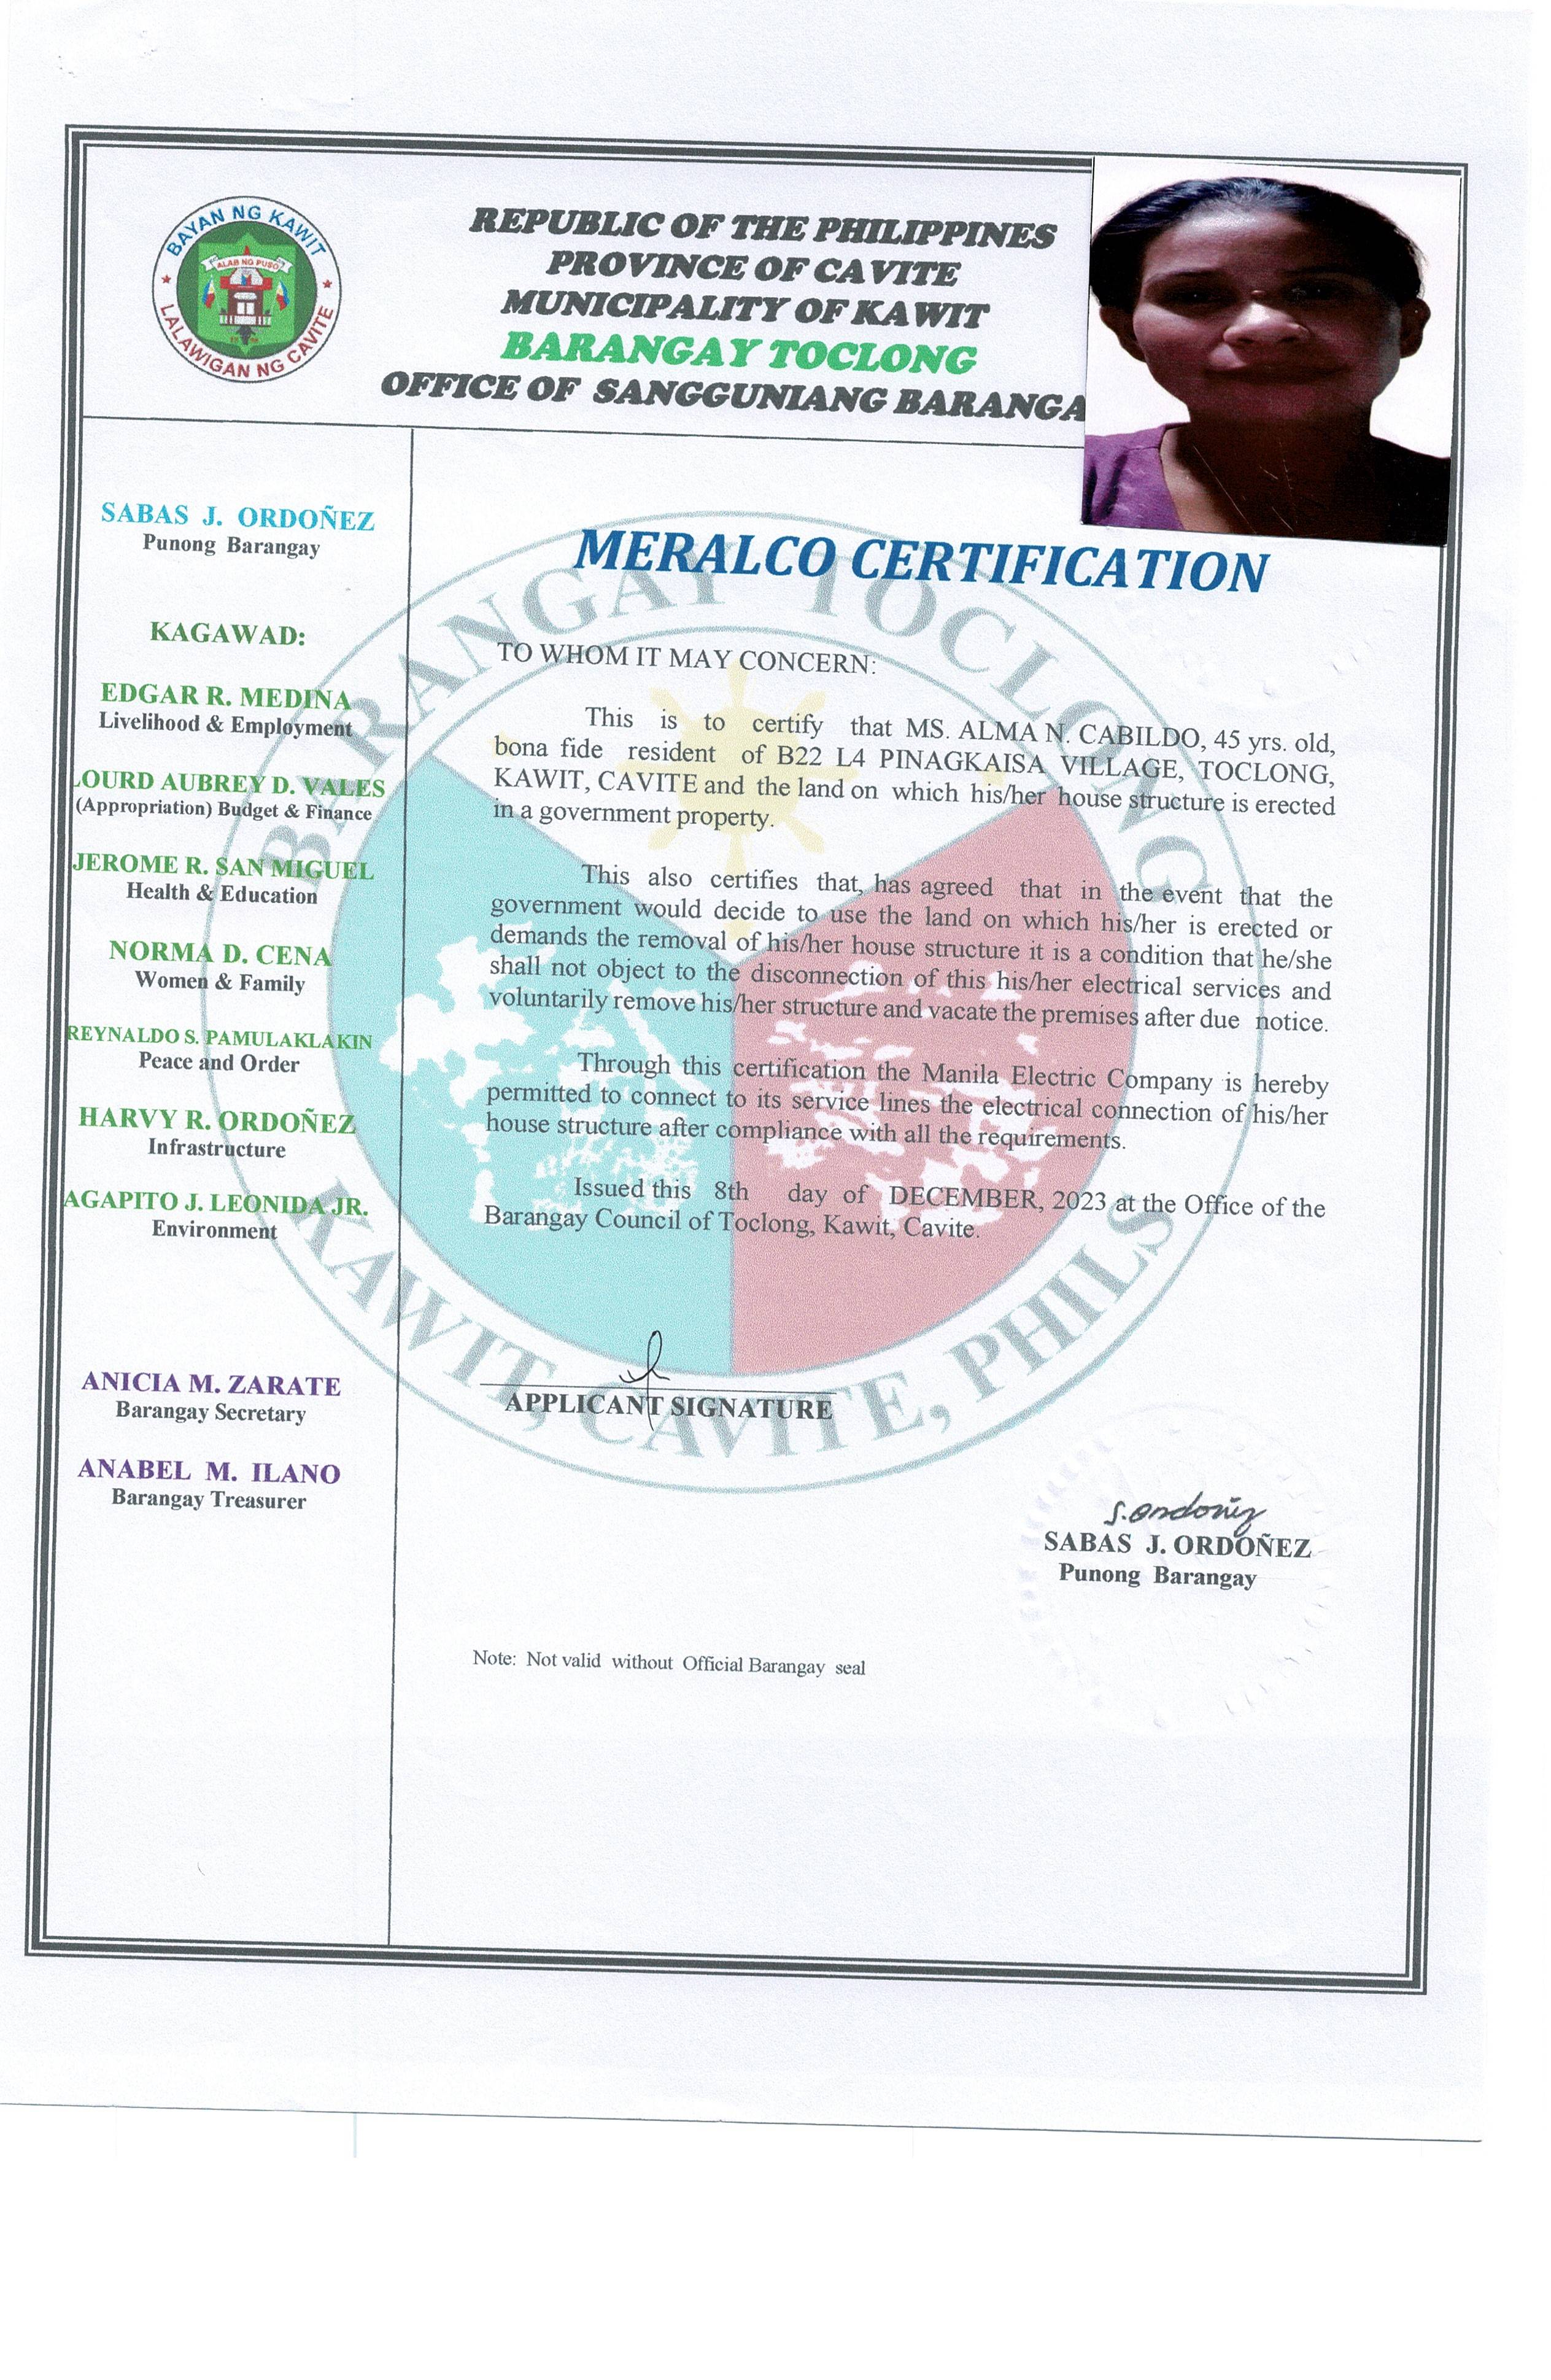 BAYAN NG KAWIT
ALAB NG PUSO
LALAWIGAN NG CAVITE
REPUBLIC OF THE PHILIPPINES
PROVINCE OF CAVITE
MUNICIPALITY OF KAWIT
BARANGAY TOCLONG
OFFICE OF SANGGUNIANG BARANGA
SABAS J. ORDOÑEZ
Punong Barangay
KAGAWAD:
EDGAR R. MEDINA
Livelihood & Employment
LOURD AUBREY D. VALES
(Appropriation) Budget & Finance
JEROME R. SAN MIGUEL
Health & Education
NORMA D. CENA
Women & Family
REYNALDO S. PAMULAKLAKIN
Peace and Order
HARVY R. ORDOÑEZ
Infrastructure
AGAPITO J. LEONIDA JR.
Environment
ANICIA M. ZARATE
Barangay Secretary
ANABEL M. ILANO
Barangay Treasurer
BARANGAY TOCLONG
KAWIT, CAVITE, PHILS
MERALCO CERTIFICATION
TO WHOM IT MAY CONCERN:
This is to certify that MS. ALMA N. CABILDO, 45 yrs. old,
bona fide resident of B22 L4 PINAGKAISA VILLAGE, TOCLONG,
KAWIT, CAVITE and the land on which his/her house structure is erected
in a government property.
This also certifies that, has agreed that in the event that the
government would decide to use the land on which his/her is erected or
demands the removal of his/her house structure it is a condition that he/she
shall not object to the disconnection of this his/her electrical services and
voluntarily remove his/her structure and vacate the premises after due notice.
Through this certification the Manila Electric Company is hereby
permitted to connect to its service lines the electrical connection of his/her
house structure after compliance with all the requirements.
Issued this 8th day of DECEMBER, 2023 at the Office of the
Barangay Council of Toclong, Kawit, Cavite.
APPLICANT SIGNATURE
S. Ordoñez
SABAS J. ORDOÑEZ
Punong Barangay
Note: Not valid without Official Barangay seal